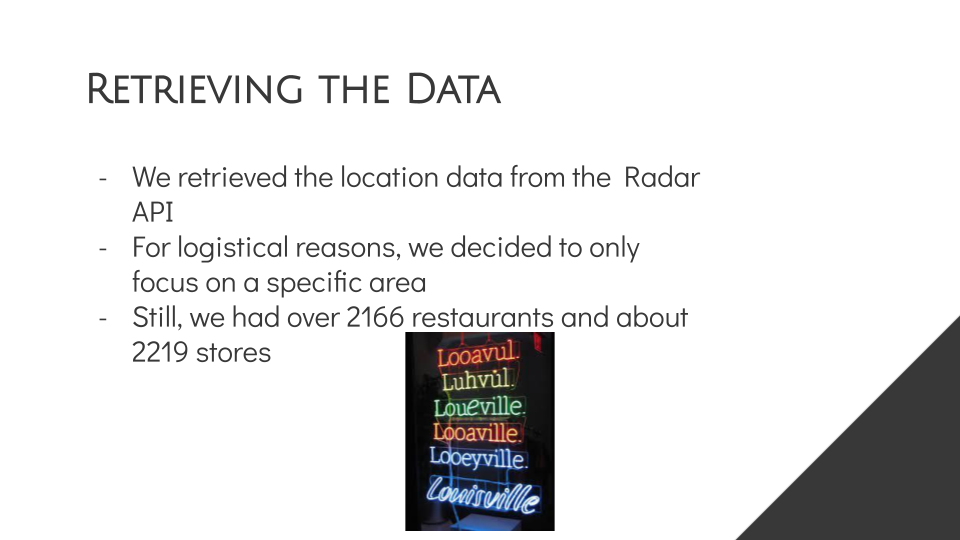 Retrieving the Data
- We retrieved the location data from the Radar
API
- For logistical reasons, we decided to only
focus on a specific area
- Still, we had over 2166 restaurants and about
2219 stores
Looavul.
Luhvul.
Loueville.
Looaville.
Looeyville.
Louisville